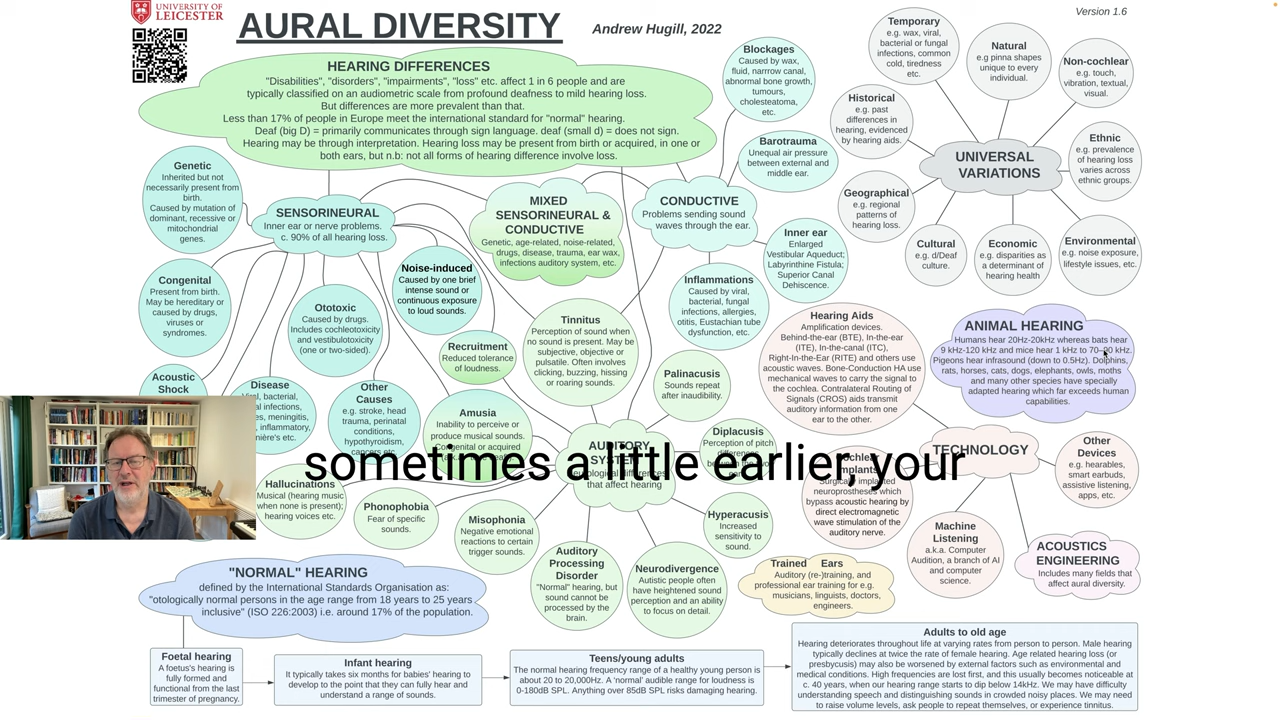 UNIVERSITY OF
LEICESTER
AURAL DIVERSITY
Andrew Hugill, 2022
Version 1.6
HEARING DIFFERENCES
"Disabilities", "disorders", "impairments", "loss" etc. affect 1 in 6 people and are
typically classified on an audiometric scale from profound deafness to mild hearing loss.
But differences are more prevalent than that.
Less than 17% of people in Europe meet the international standard for "normal" hearing.
Deaf (big D) = primarily communicates through sign language. deaf (small d) = does not sign.
Hearing may be through interpretation. Hearing loss may be present from birth or acquired, in one or
both ears, but n.b: not all forms of hearing difference involve loss.
Blockages
Caused by wax,
fluid, narrow canal,
abnormal bone growth,
tumours,
cholesteatoma,
etc.
Barotrauma
Unequal air pressure
between external and
middle ear.
Temporary
e.g. wax, viral,
bacterial or fungal
infections, common
cold, tiredness
etc.
Natural
e.g pinna shapes
unique to every
individual.
Non-cochlear
e.g. touch,
vibration, textual,
visual.
Historical
e.g. past
differences in
hearing, evidenced
by hearing aids.
UNIVERSAL
VARIATIONS
Ethnic
e.g. prevalence
of hearing loss
varies across
ethnic groups.
Geographical
e.g. regional
patterns of
hearing loss.
Cultural
e.g. d/Deaf
culture.
Economic
e.g. disparities as
a determinant of
hearing health
Environmental
e.g. noise exposure,
lifestyle issues, etc.
Genetic
Inherited but not
necessarily present from
birth.
Caused by mutation of
dominant, recessive or
mitochondrial
genes.
SENSORINEURAL
Inner ear or nerve problems.
c. 90% of all hearing loss.
MIXED
SENSORINEURAL &
CONDUCTIVE
Genetic, age-related, noise-related,
drugs, disease, trauma, ear wax,
infections auditory system, etc.
CONDUCTIVE
Problems sending sound
waves through the ear.
Inner ear
Enlarged
Vestibular Aqueduct;
Labyrinthine Fistula;
Superior Canal
Dehiscence.
Congenital
Present from birth.
May be hereditary or
caused by drugs,
viruses or
syndromes.
Ototoxic
Caused by drugs.
Includes cochleotoxicity
and vestibulotoxicity
(one or two-sided).
Noise-induced
Caused by one brief
intense sound or
continuous exposure
to loud sounds.
Inflammations
Caused by viral,
bacterial, fungal
infections, allergies,
otitis, Eustachian tube
dysfunction, etc.
Tinnitus
Perception of sound when
no sound is present. May be
subjective, objective or
pulsatile. Often involves
clicking, buzzing, hissing
or roaring sounds.
Recruitment
Reduced tolerance
of loudness.
Palinacusis
Sounds repeat
after inaudibility.
Hearing Aids
Amplification devices.
Behind-the-ear (BTE), In-the-ear
(ITE), In-the-canal (ITC),
Right-In-the-Ear (RITE) and others use
acoustic waves. Bone-Conduction HA use
mechanical waves to carry the signal to
the cochlea. Contralateral Routing of
Signals (CROS) aids transmit
auditory information from one
ear to the other.
ANIMAL HEARING
Humans hear 20Hz-20kHz whereas bats hear
9 kHz-120 kHz and mice hear 1 kHz to 70–90 kHz.
Pigeons hear infrasound (down to 0.5Hz). Dolphins,
rats, horses, cats, dogs, elephants, owls, moths
and many other species have specially
adapted hearing which far exceeds human
capabilities.
Acoustic
Shock
Disease
Viral, bacterial,
infections,
meningitis,
inflammatory,
etc.
Other
Causes
e.g. stroke, head
trauma, perinatal
conditions,
hypothyroidism,
cancers etc.
Amusia
Inability to perceive or
produce musical sounds.
Congenital or acquired
AUDITORY
SYSTEM
that affect hearing
Diplacusis
Perception of pitch
differences
Cochlear
Implants
Surgically implanted
neuroprostheses which
bypass acoustic hearing by
direct electromagnetic
wave stimulation of the
auditory nerve.
TECHNOLOGY
Other
Devices
e.g. hearables,
smart earbuds,
assistive listening,
apps, etc.
sometimes a little earlier, your
Hallucinations
Musical (hearing music
when none is present);
hearing voices etc.
Phonophobia
Fear of specific
sounds.
Misophonia
Negative emotional
reactions to certain
trigger sounds.
Auditory
Processing
Disorder
"Normal" hearing, but
sound cannot be
processed by the
brain.
Neurodivergence
Autistic people often
have heightened sound
perception and an ability
to focus on detail.
Hyperacusis
Increased
sensitivity to
sound.
Trained Ears
Auditory (re-)training, and
professional ear training for e.g.
musicians, linguists, doctors,
engineers.
Machine
Listening
a.k.a. Computer
Audition, a branch of AI
and computer
science.
ACOUSTICS
ENGINEERING
Includes many fields that
affect aural diversity.
"NORMAL" HEARING
defined by the International Standards Organisation as:
"otologically normal persons in the age range from 18 years to 25 years
inclusive" (ISO 226:2003) i.e. around 17% of the population.
Foetal hearing
A foetus's hearing is
fully formed and
functional from the last
trimester of pregnancy.
Infant hearing
It typically takes six months for babies' hearing to
develop to the point that they can fully hear and
understand a range of sounds.
Teens/young adults
The normal hearing frequency range of a healthy young person is
about 20 to 20,000Hz. A 'normal' audible range for loudness is
0-180dB SPL. Anything over 85dB SPL risks damaging hearing.
Adults to old age
Hearing deteriorates throughout life at varying rates from person to person. Male hearing
typically declines at twice the rate of female hearing. Age related hearing loss (or
presbycusis) may also be worsened by external factors such as environmental and
medical conditions. High frequencies are lost first, and this usually becomes noticeable at
c. 40 years, when our hearing range starts to dip below 14kHz. We may have difficulty
understanding speech and distinguishing sounds in crowded noisy places. We may need
to raise volume levels, ask people to repeat themselves, or experience tinnitus.